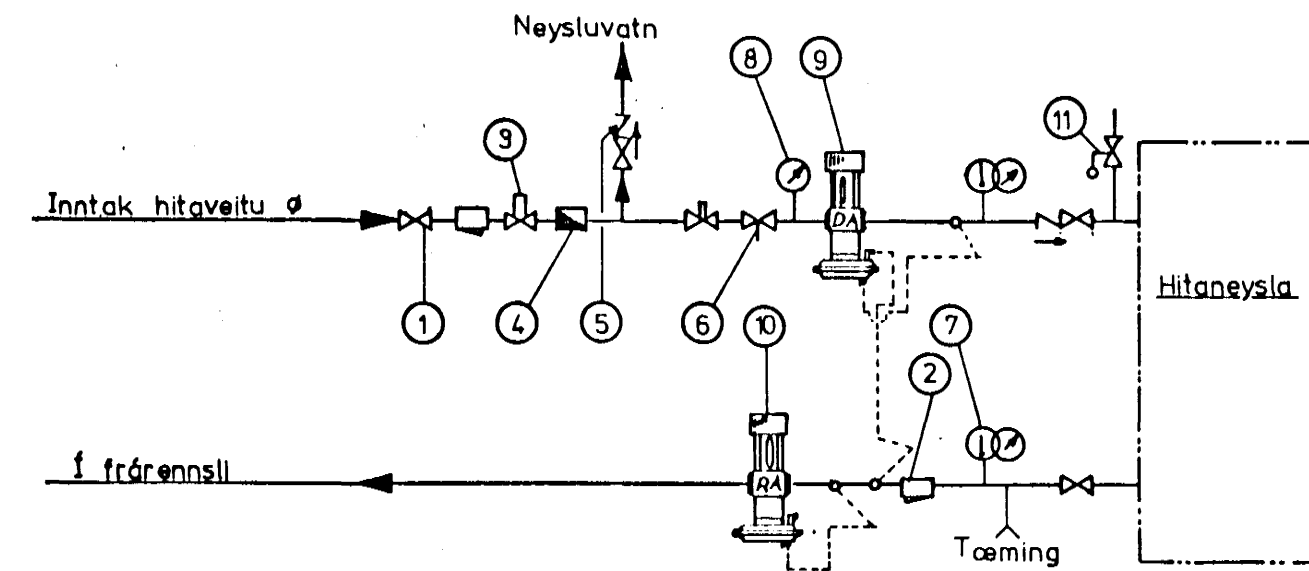 Neysluvatn
8
9
11
9
Inntak hitaveitu ø
DA
Hitaneysla
1
4
5
6
10
7
2
Í frárennsli
RA
Tæming